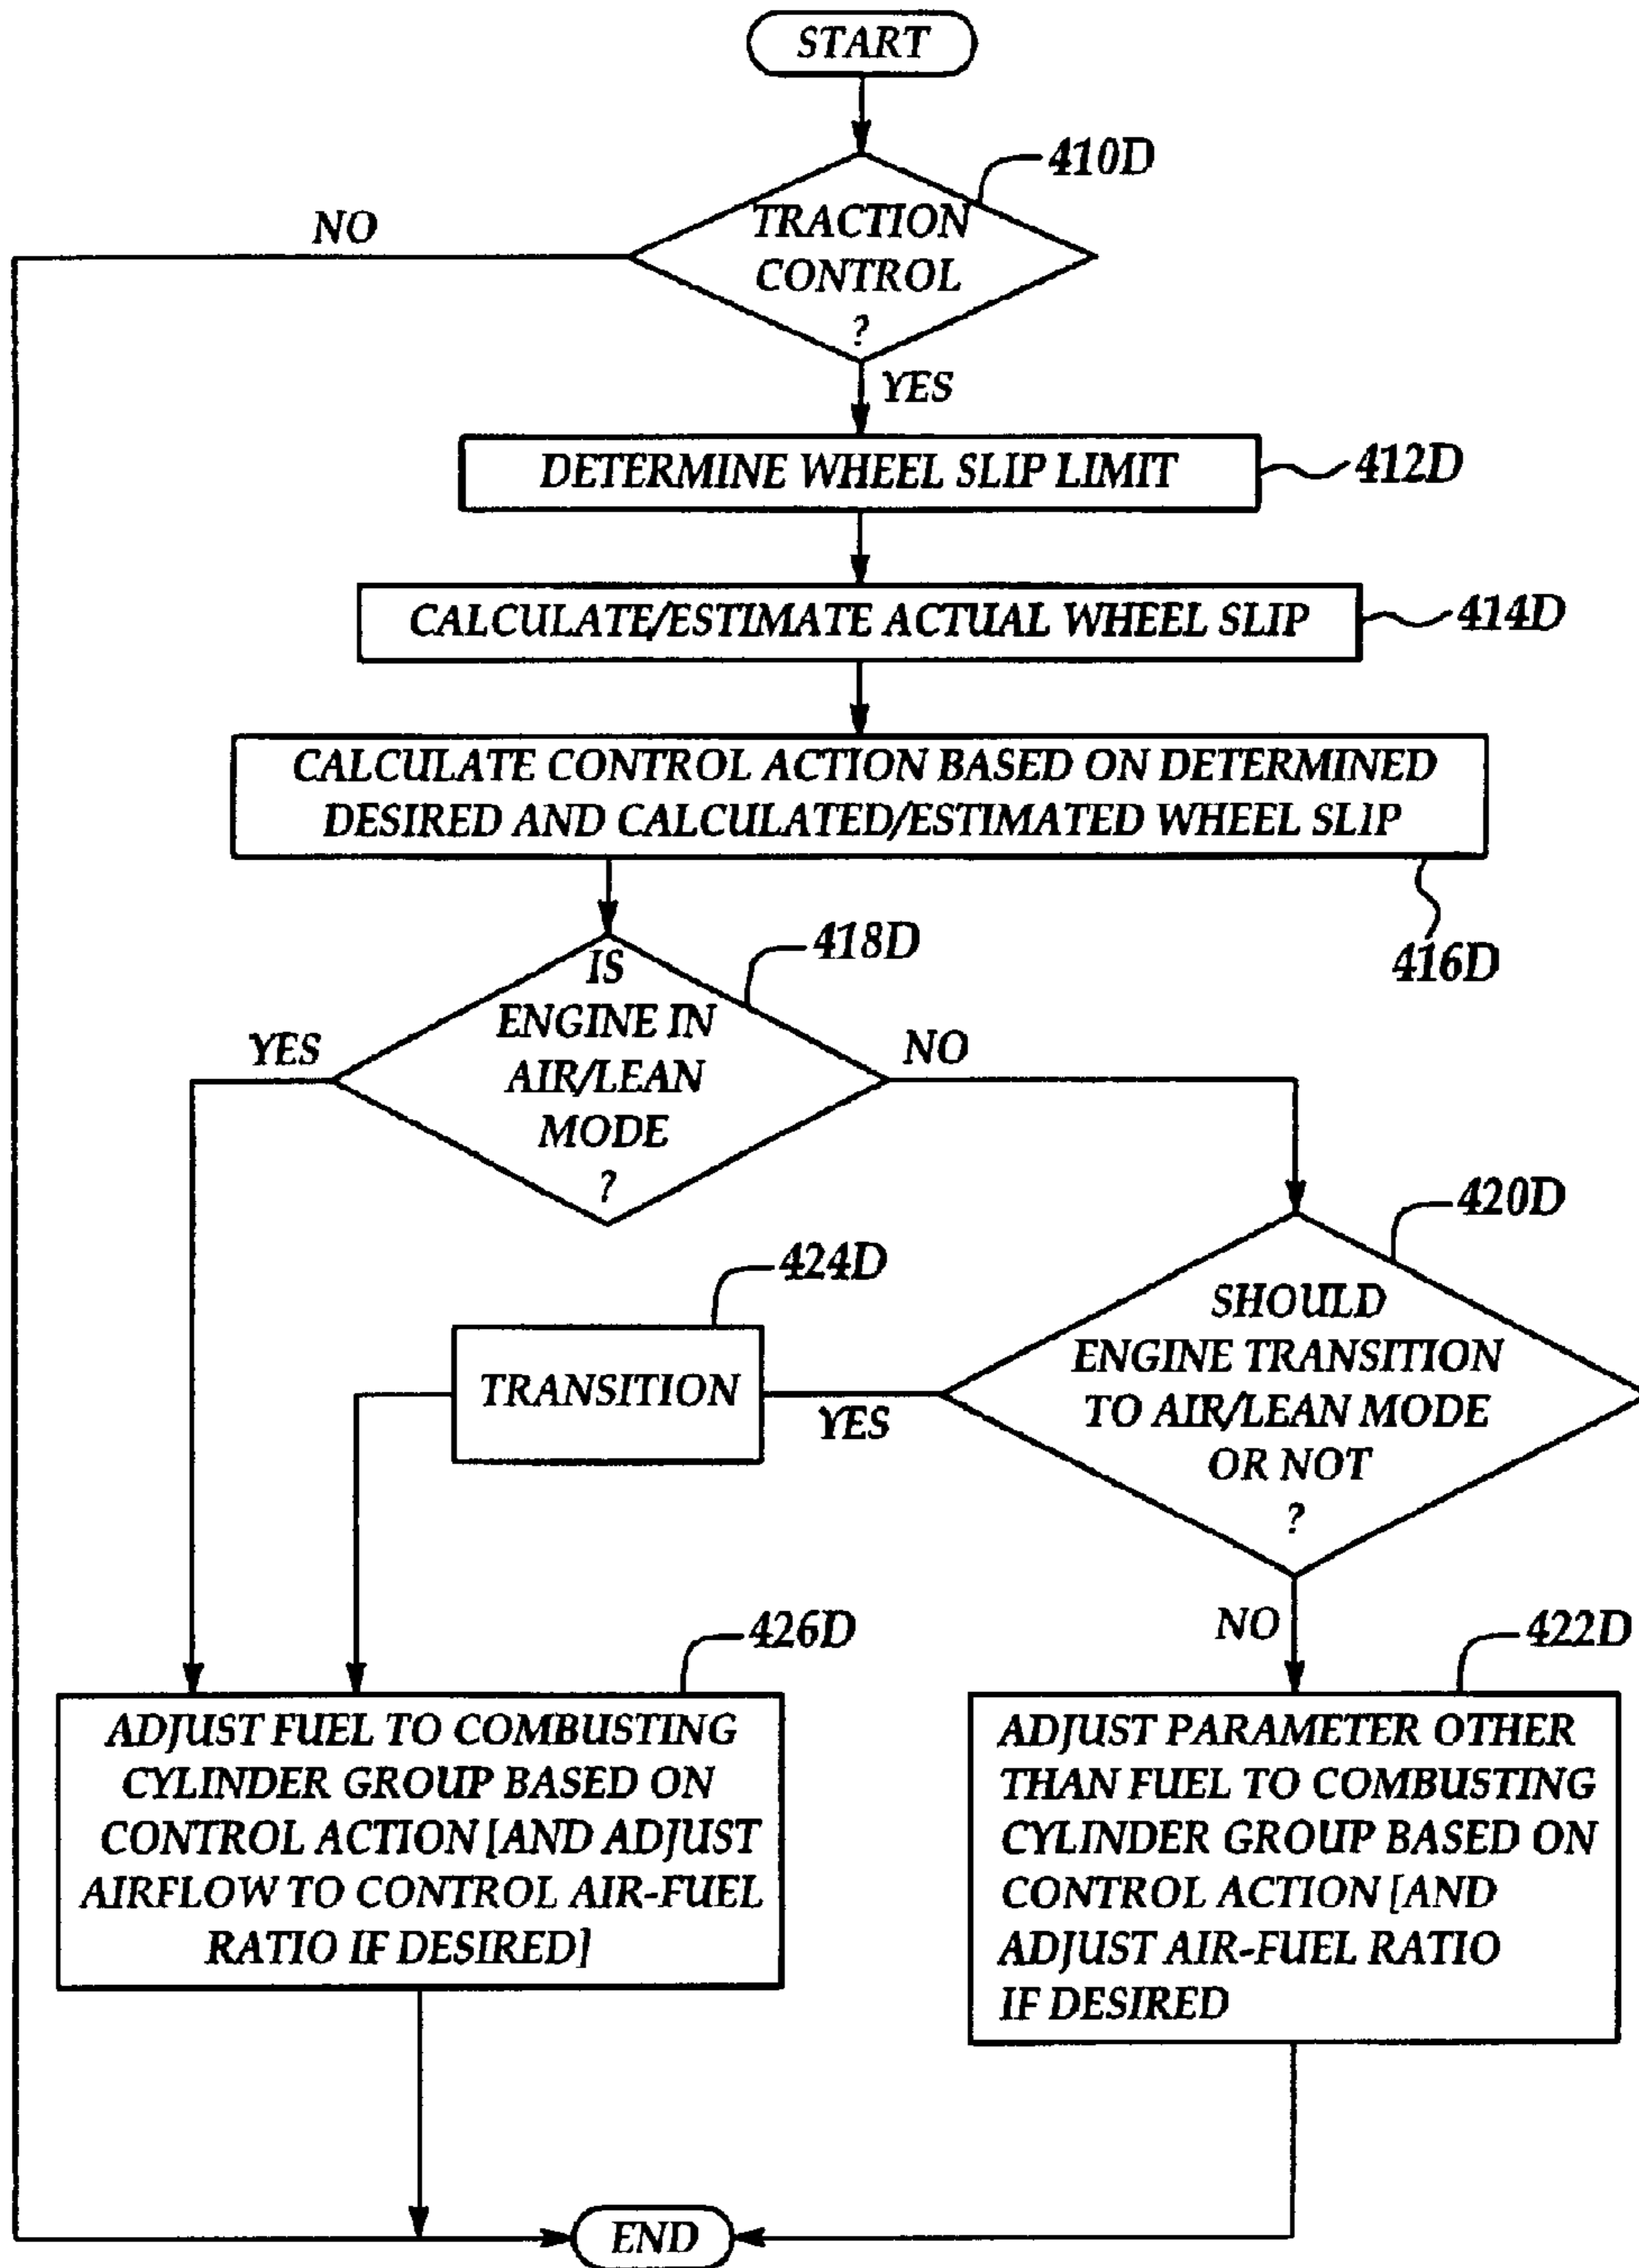 START
410D
TRACTION
CONTROL
?
NO
YES
DETERMINE WHEEL SLIP LIMIT
412D
CALCULATE/ESTIMATE ACTUAL WHEEL SLIP
414D
CALCULATE CONTROL ACTION BASED ON DETERMINED
DESIRED AND CALCULATED/ESTIMATED WHEEL SLIP
416D
418D
IS
ENGINE IN
AIR/LEAN
MODE
?
YES
NO
420D
SHOULD
ENGINE TRANSITION
TO AIR/LEAN MODE
OR NOT
?
424D
TRANSITION
YES
NO
426D
ADJUST FUEL TO COMBUSTING
CYLINDER GROUP BASED ON
CONTROL ACTION [AND ADJUST
AIRFLOW TO CONTROL AIR-FUEL
RATIO IF DESIRED]
422D
ADJUST PARAMETER OTHER
THAN FUEL TO COMBUSTING
CYLINDER GROUP BASED ON
CONTROL ACTION [AND
ADJUST AIR-FUEL RATIO
IF DESIRED
END